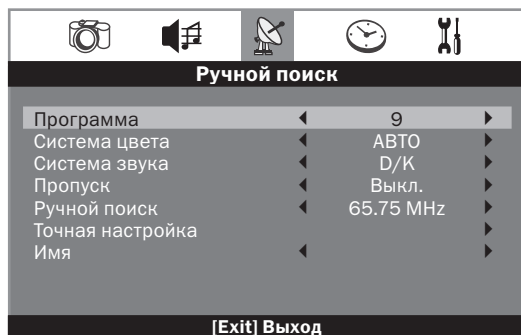 Ручной поиск
Программа 9
Система цвета АВТО
Система звука D/K
Пропуск Выкл.
Ручной поиск 65.75 MHz
Точная настройка
Имя
[Exit] Выход